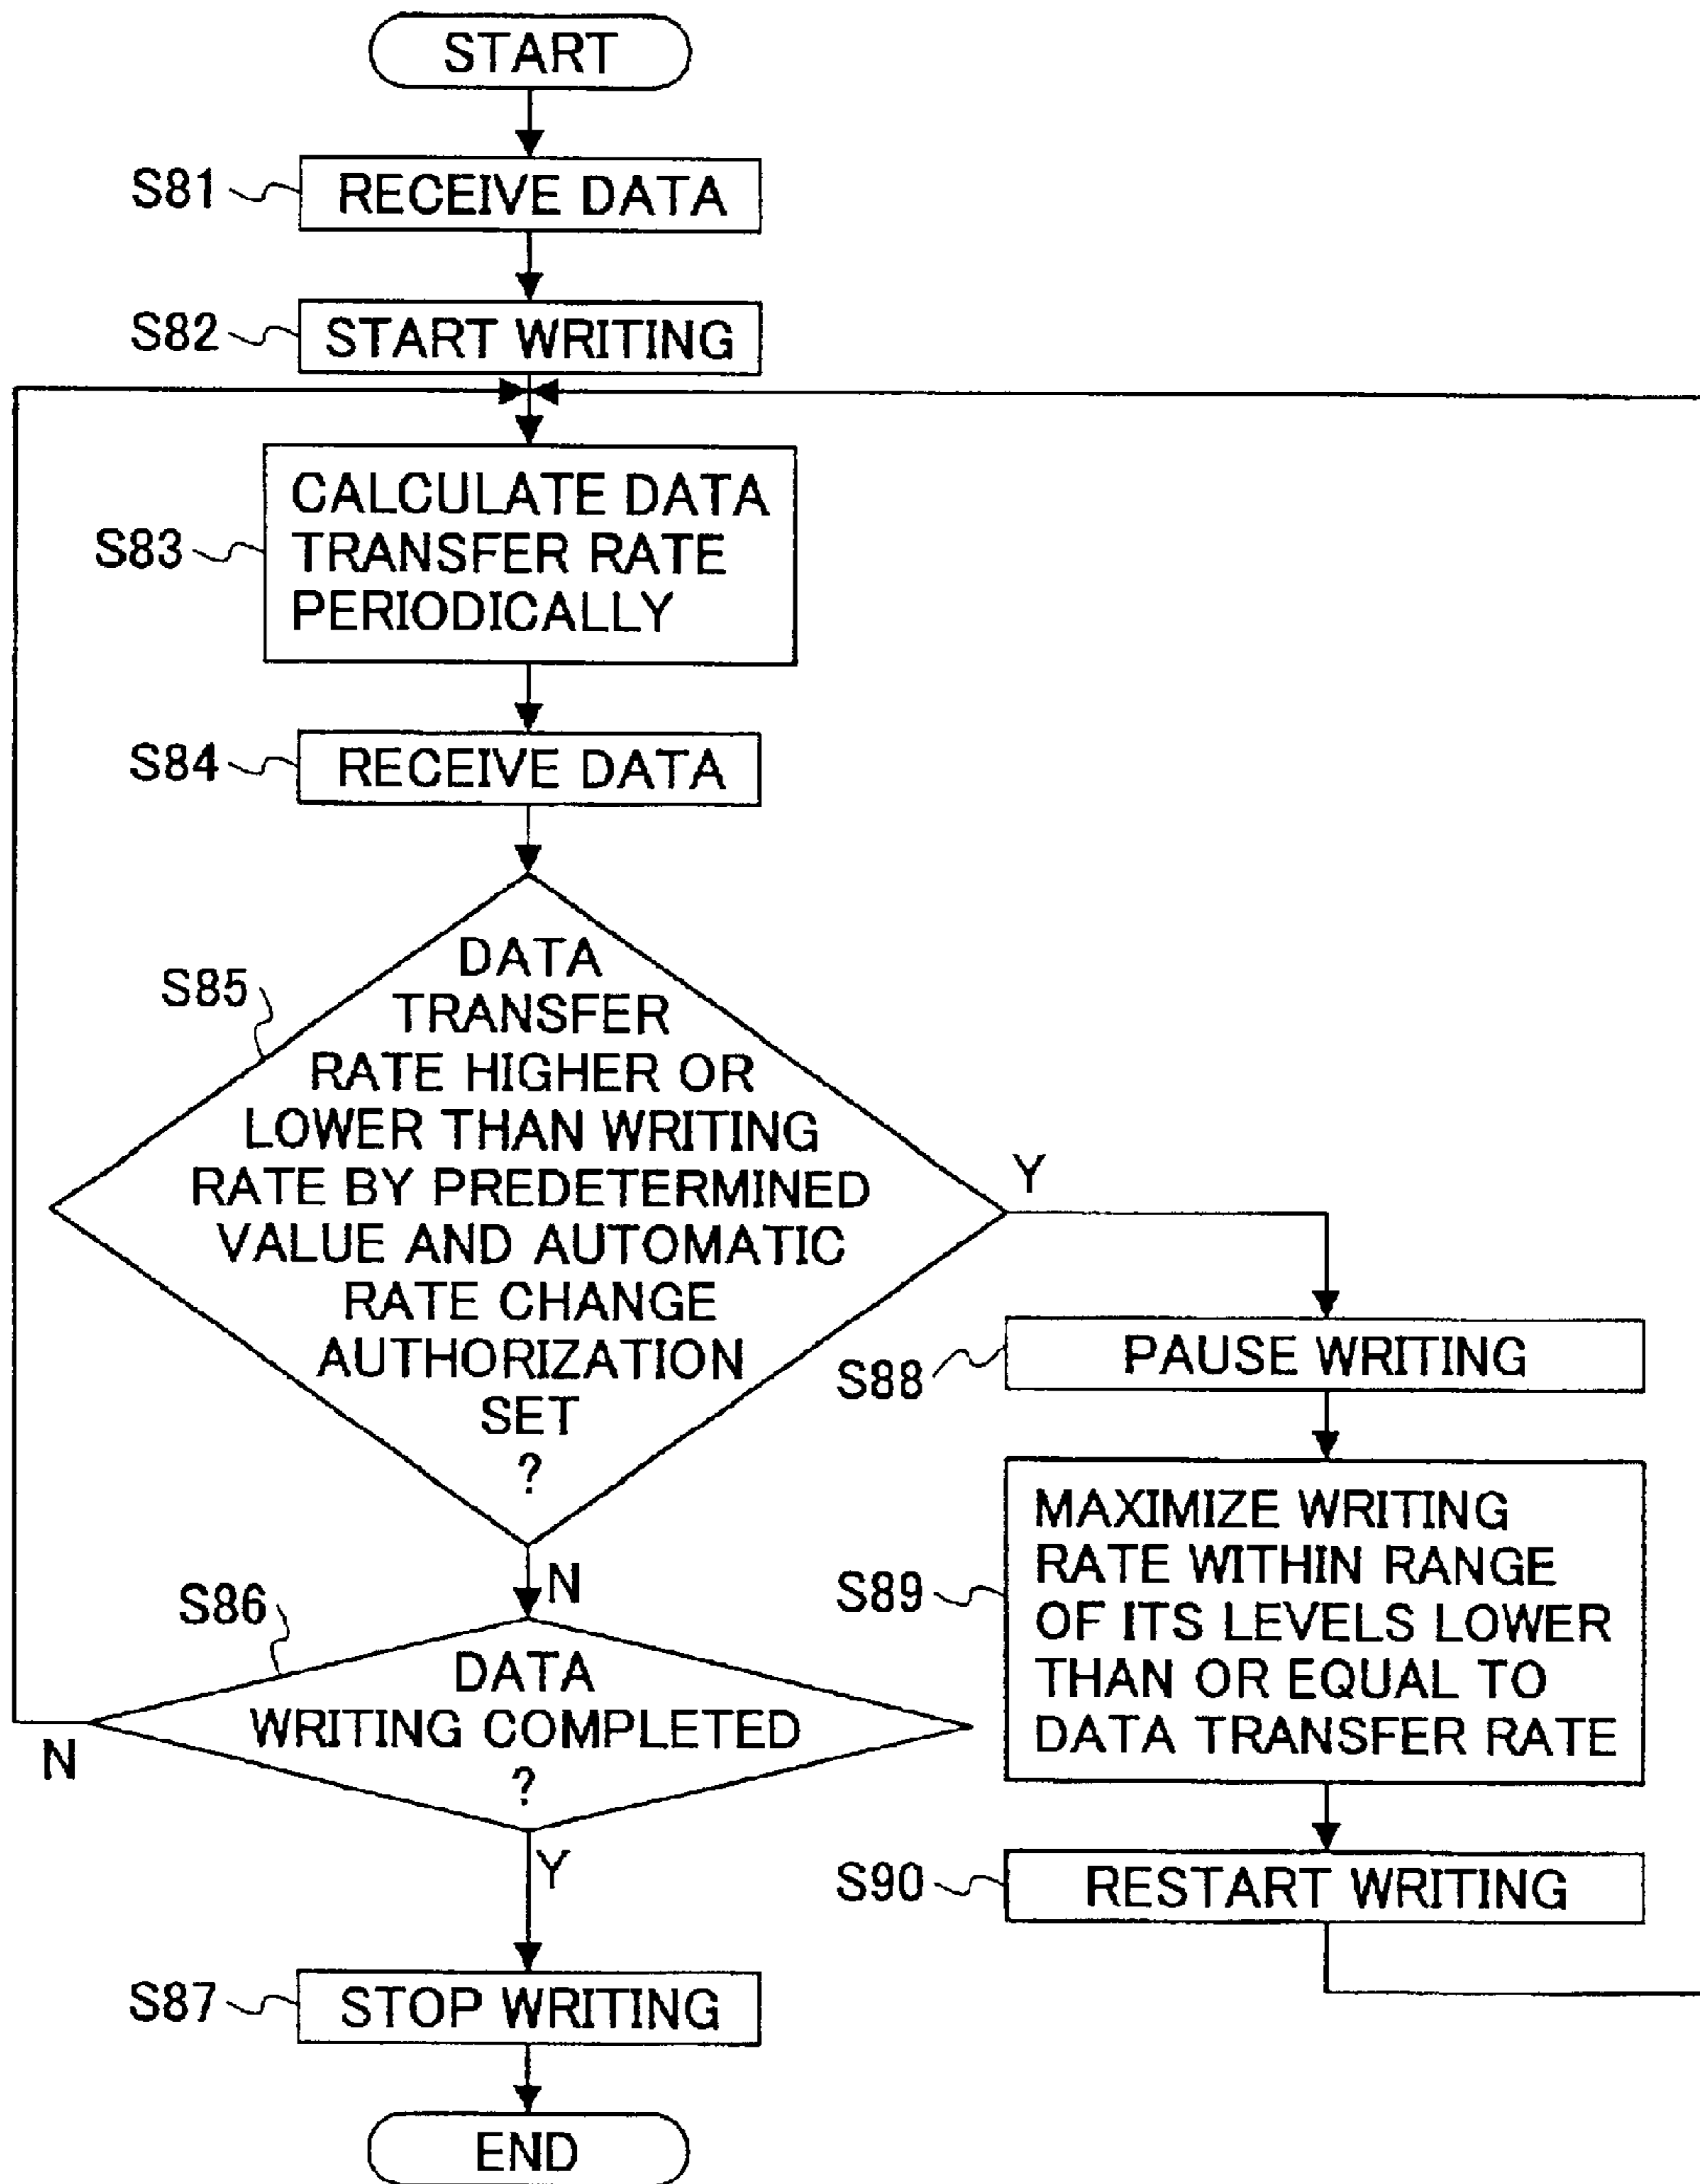 START
S81
RECEIVE DATA
S82
START WRITING
S83
CALCULATE DATA
TRANSFER RATE
PERIODICALLY
S84
RECEIVE DATA
S85
DATA
TRANSFER
RATE HIGHER OR
LOWER THAN WRITING
RATE BY PREDETERMINED
VALUE AND AUTOMATIC
RATE CHANGE
AUTHORIZATION
SET
?
Y
N
S86
DATA
WRITING COMPLETED
?
N
Y
S87
STOP WRITING
END
S88
PAUSE WRITING
S89
MAXIMIZE WRITING
RATE WITHIN RANGE
OF ITS LEVELS LOWER
THAN OR EQUAL TO
DATA TRANSFER RATE
S90
RESTART WRITING